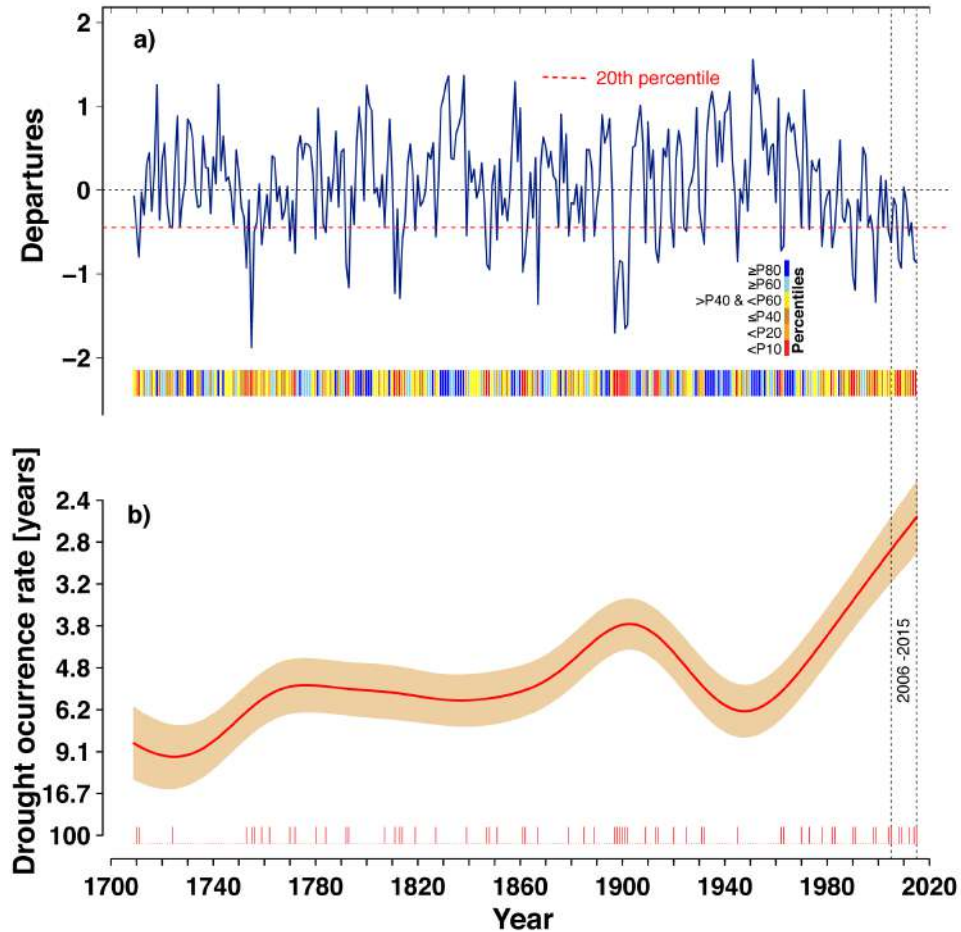 a)
20th percentile
Departures
2
1
0
−1
−2
≥P80
≥P60
>P40 & <P60
≤P40
<P20
<P10
Percentiles
b)
Drought ocurrence rate [years]
2.4
2.8
3.2
3.8
4.8
6.2
9.1
16.7
100
2006 -2015
1700 1740 1780 1820 1860 1900 1940 1980 2020
Year